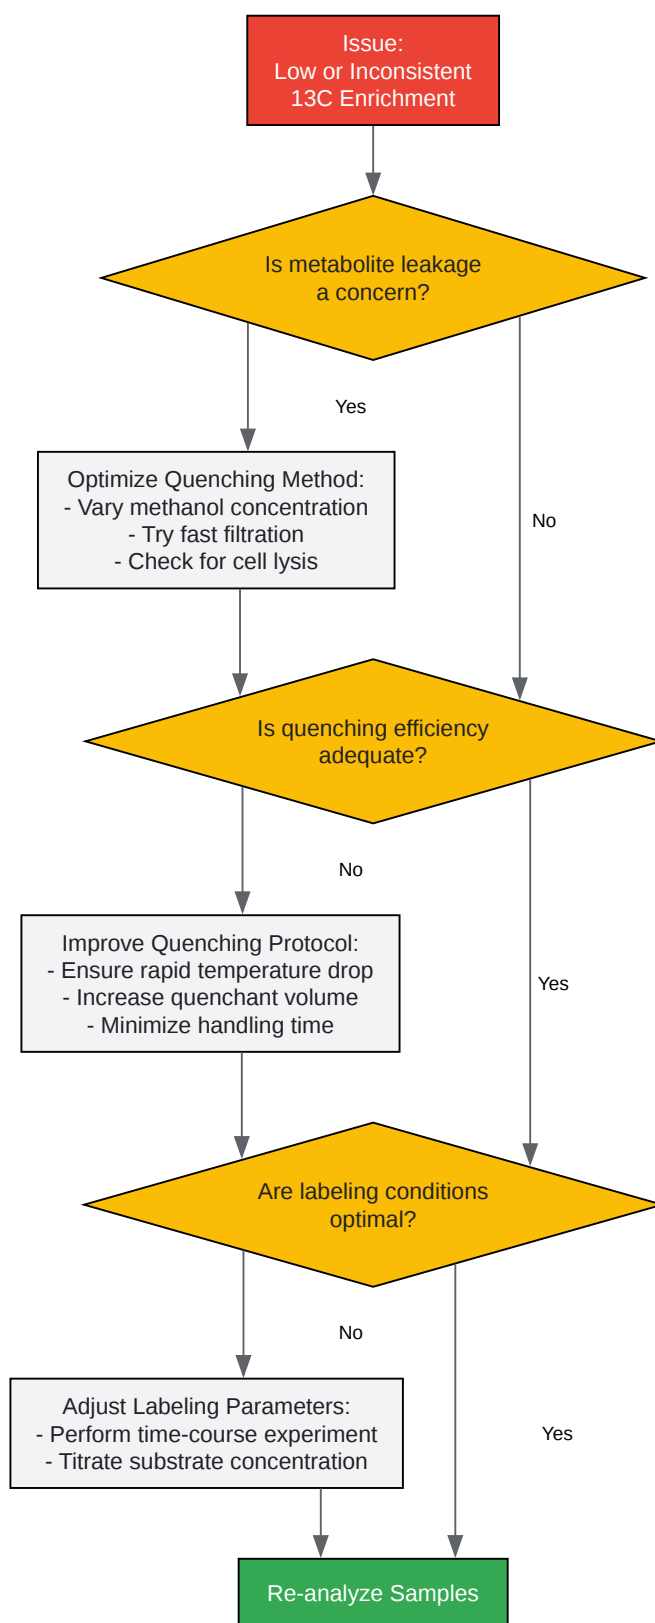 Issue:
Low or Inconsistent
13C Enrichment
Is metabolite leakage
a concern?
Yes
Optimize Quenching Method:
- Vary methanol concentration
- Try fast filtration
- Check for cell lysis
No
Is quenching efficiency
adequate?
No
Improve Quenching Protocol:
- Ensure rapid temperature drop
- Increase quenchant volume
- Minimize handling time
Yes
Are labeling conditions
optimal?
No
Adjust Labeling Parameters:
- Perform time-course experiment
- Titrate substrate concentration
Yes
Re-analyze Samples